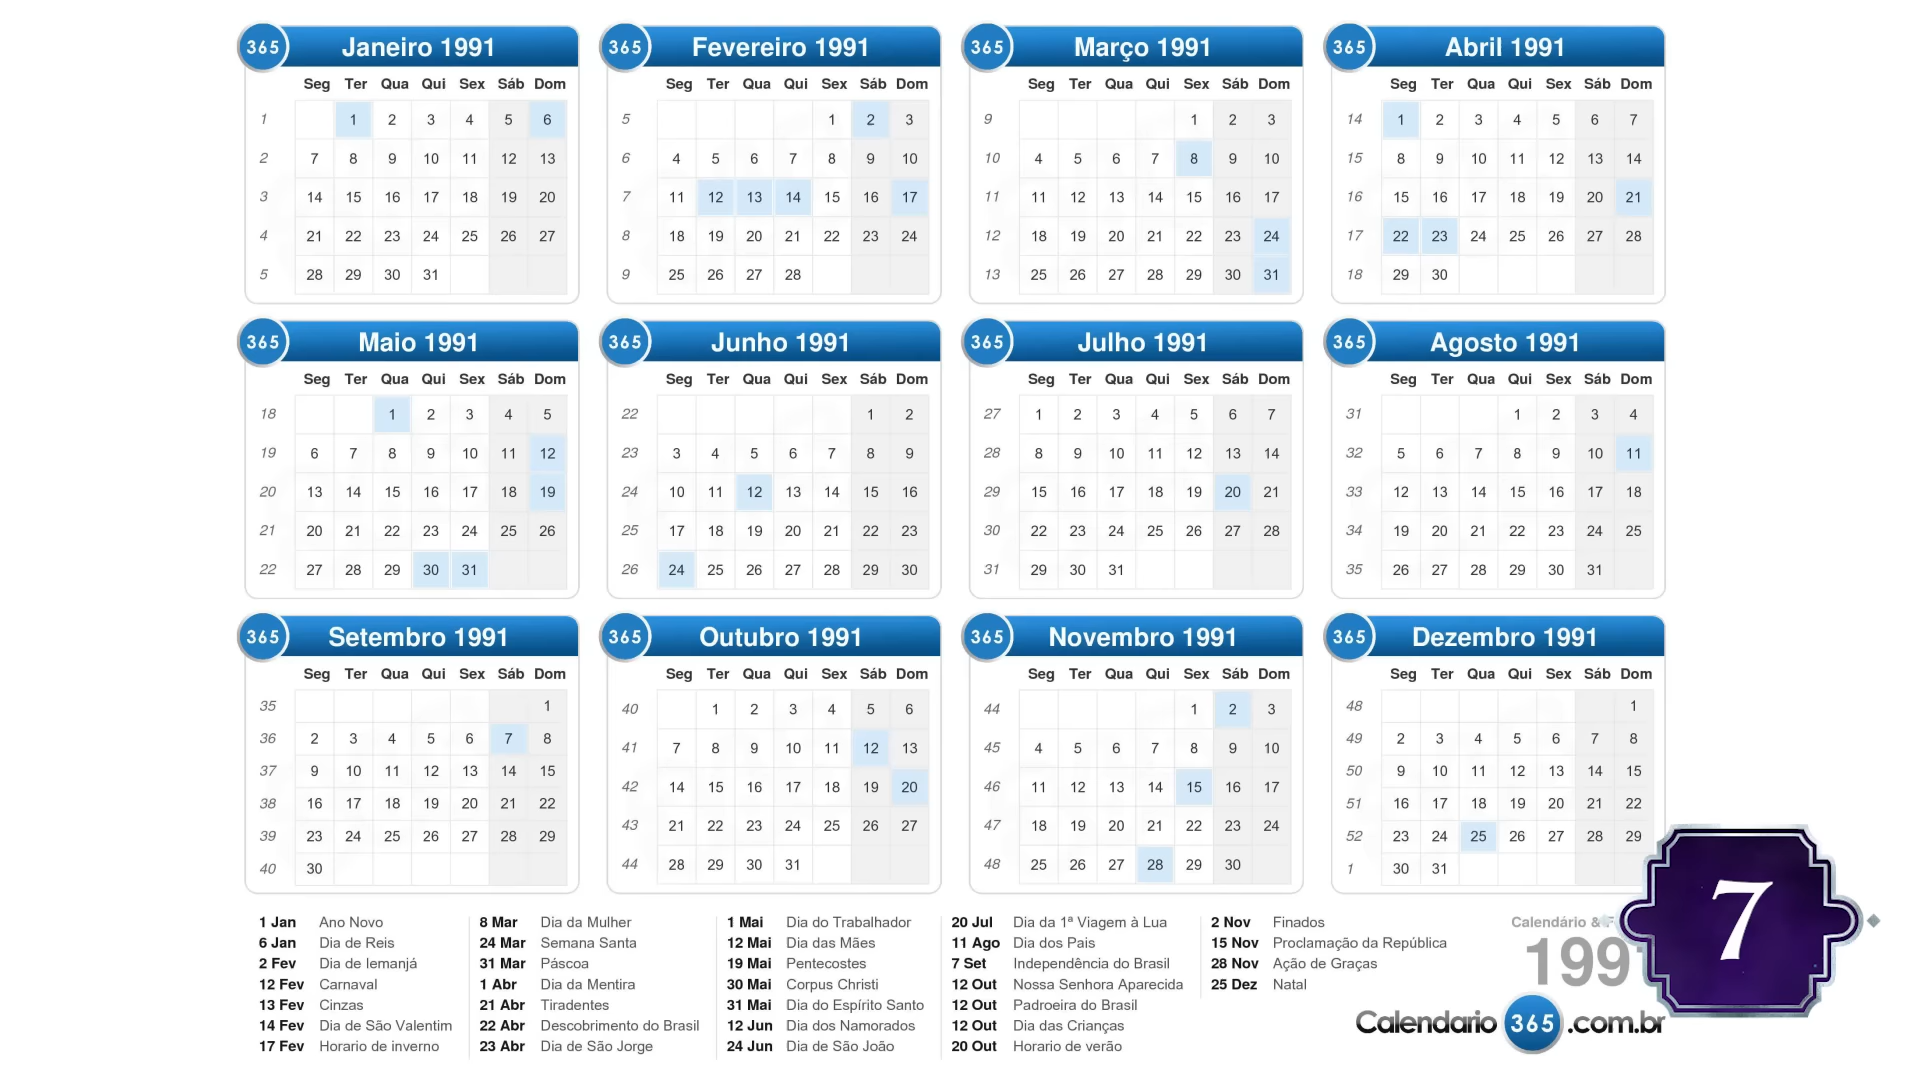 365 Janeiro 1991
Seg Ter Qua Qui Sex Sáb Dom
1 1 2 3 4 5 6
2 7 8 9 10 11 12 13
3 14 15 16 17 18 19 20
4 21 22 23 24 25 26 27
5 28 29 30 31
365 Fevereiro 1991
Seg Ter Qua Qui Sex Sáb Dom
5 1 2 3
6 4 5 6 7 8 9 10
7 11 12 13 14 15 16 17
8 18 19 20 21 22 23 24
9 25 26 27 28
365 Março 1991
Seg Ter Qua Qui Sex Sáb Dom
9 1 2 3
10 4 5 6 7 8 9 10
11 11 12 13 14 15 16 17
12 18 19 20 21 22 23 24
13 25 26 27 28 29 30 31
365 Abril 1991
Seg Ter Qua Qui Sex Sáb Dom
14 1 2 3 4 5 6 7
15 8 9 10 11 12 13 14
16 15 16 17 18 19 20 21
17 22 23 24 25 26 27 28
18 29 30
365 Maio 1991
Seg Ter Qua Qui Sex Sáb Dom
18 1 2 3 4 5
19 6 7 8 9 10 11 12
20 13 14 15 16 17 18 19
21 20 21 22 23 24 25 26
22 27 28 29 30 31
365 Junho 1991
Seg Ter Qua Qui Sex Sáb Dom
22 1 2
23 3 4 5 6 7 8 9
24 10 11 12 13 14 15 16
25 17 18 19 20 21 22 23
26 24 25 26 27 28 29 30
365 Julho 1991
Seg Ter Qua Qui Sex Sáb Dom
27 1 2 3 4 5 6 7
28 8 9 10 11 12 13 14
29 15 16 17 18 19 20 21
30 22 23 24 25 26 27 28
31 29 30 31
365 Agosto 1991
Seg Ter Qua Qui Sex Sáb Dom
31 1 2 3 4
32 5 6 7 8 9 10 11
33 12 13 14 15 16 17 18
34 19 20 21 22 23 24 25
35 26 27 28 29 30 31
365 Setembro 1991
Seg Ter Qua Qui Sex Sáb Dom
35 1
36 2 3 4 5 6 7 8
37 9 10 11 12 13 14 15
38 16 17 18 19 20 21 22
39 23 24 25 26 27 28 29
40 30
365 Outubro 1991
Seg Ter Qua Qui Sex Sáb Dom
40 1 2 3 4 5 6
41 7 8 9 10 11 12 13
42 14 15 16 17 18 19 20
43 21 22 23 24 25 26 27
44 28 29 30 31
365 Novembro 1991
Seg Ter Qua Qui Sex Sáb Dom
44 1 2 3
45 4 5 6 7 8 9 10
46 11 12 13 14 15 16 17
47 18 19 20 21 22 23 24
48 25 26 27 28 29 30
365 Dezembro 1991
Seg Ter Qua Qui Sex Sáb Dom
48 1
49 2 3 4 5 6 7 8
50 9 10 11 12 13 14 15
51 16 17 18 19 20 21 22
52 23 24 25 26 27 28 29
1 30 31
1 Jan Ano Novo
6 Jan Dia de Reis
2 Fev Dia de Iemanjá
12 Fev Carnaval
13 Fev Cinzas
14 Fev Dia de São Valentim
17 Fev Horario de inverno
8 Mar Dia da Mulher
24 Mar Semana Santa
31 Mar Páscoa
1 Abr Dia da Mentira
21 Abr Tiradentes
22 Abr Descobrimento do Brasil
23 Abr Dia de São Jorge
1 Mai Dia do Trabalhador
12 Mai Dia das Mães
19 Mai Pentecostes
30 Mai Corpus Christi
31 Mai Dia do Espírito Santo
12 Jun Dia dos Namorados
24 Jun Dia de São João
20 Jul Dia da 1ª Viagem à Lua
11 Ago Dia dos Pais
7 Set Independência do Brasil
12 Out Nossa Senhora Aparecida
12 Out Padroeira do Brasil
12 Out Dia das Crianças
20 Out Horario de verão
2 Nov Finados
15 Nov Proclamação da República
28 Nov Ação de Graças
25 Dez Natal
Calendário &
199
Calendario 365 .com.br
7